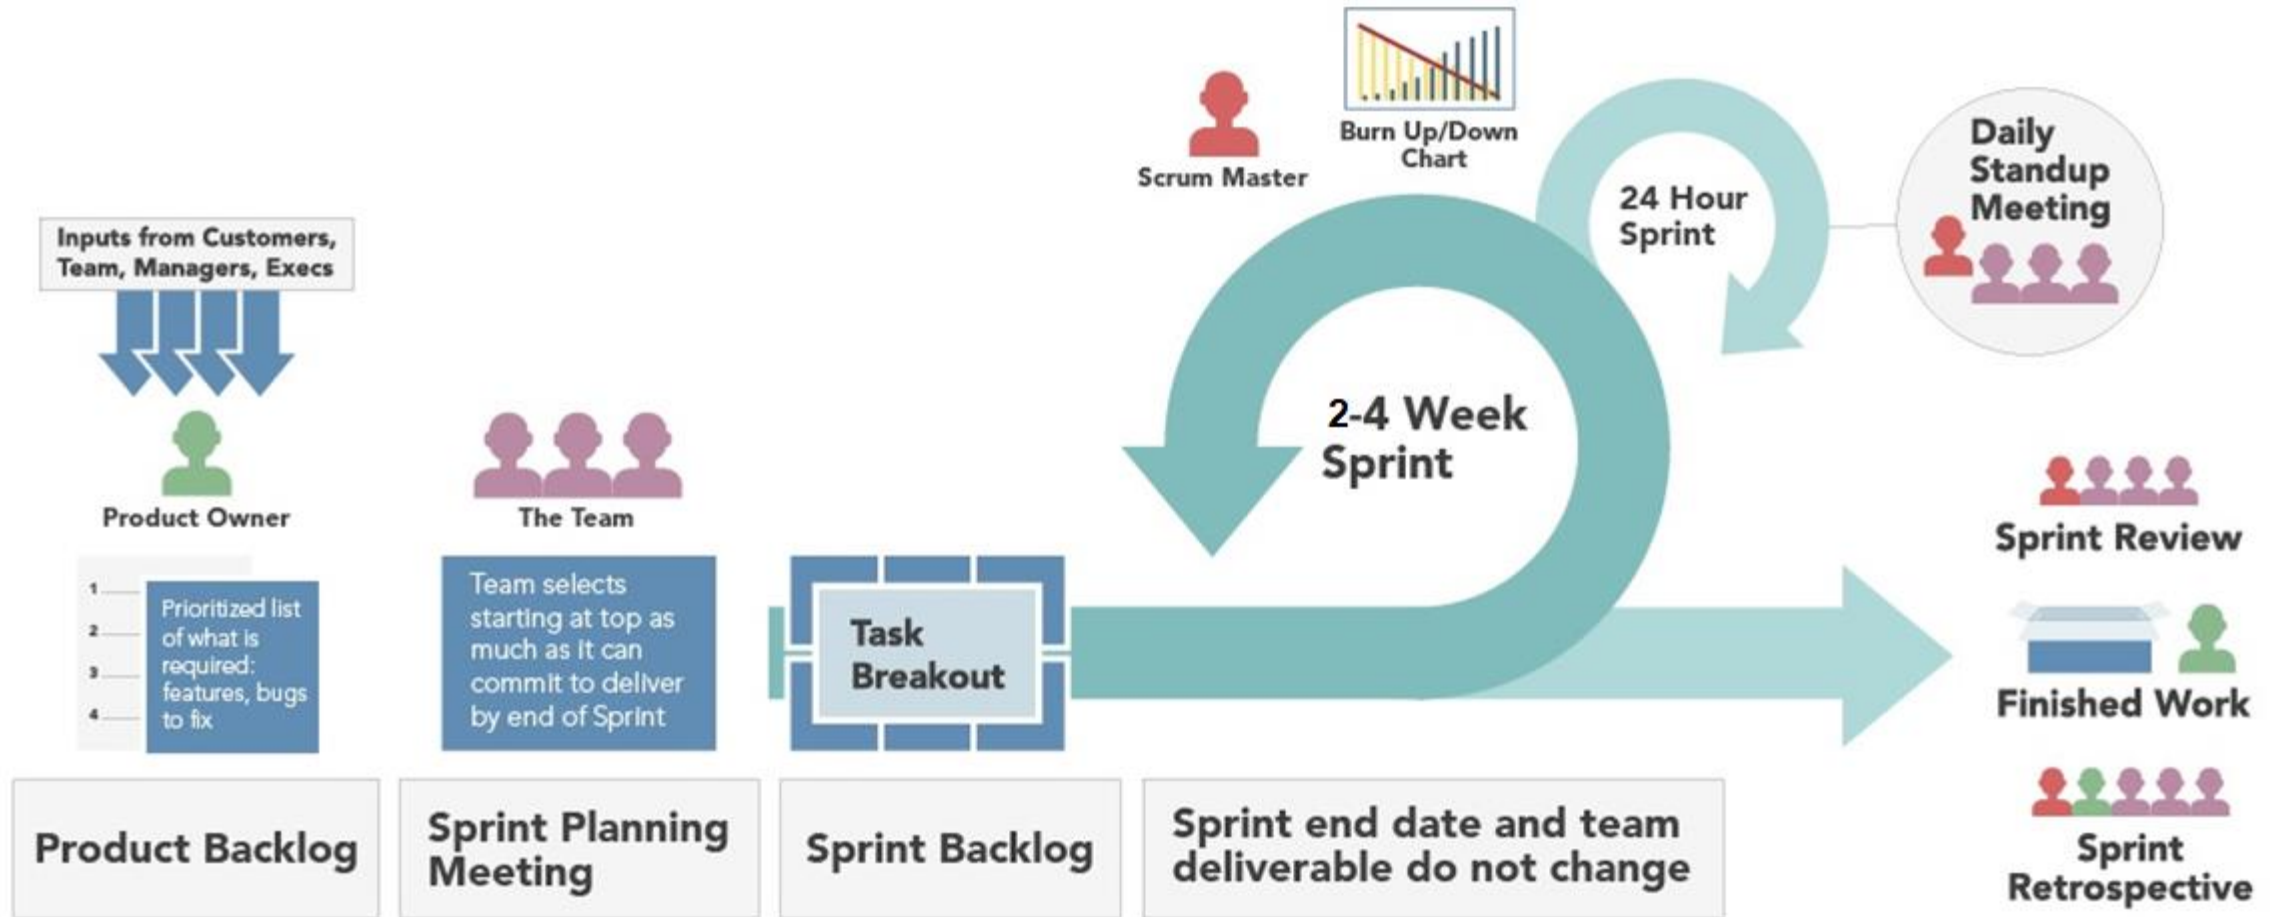 Inputs from Customers,
Team, Managers, Execs
Product Owner
1
2
3
4
Prioritized list
of what is
required:
features, bugs
to fix
Product Backlog
The Team
Team selects
starting at top as
much as it can
commit to deliver
by end of Sprint
Sprint Planning
Meeting
Task
Breakout
Sprint Backlog
Scrum Master
Burn Up/Down
Chart
2-4 Week
Sprint
24 Hour
Sprint
Daily
Standup
Meeting
Sprint end date and team
deliverable do not change
Sprint Review
Finished Work
Sprint
Retrospective